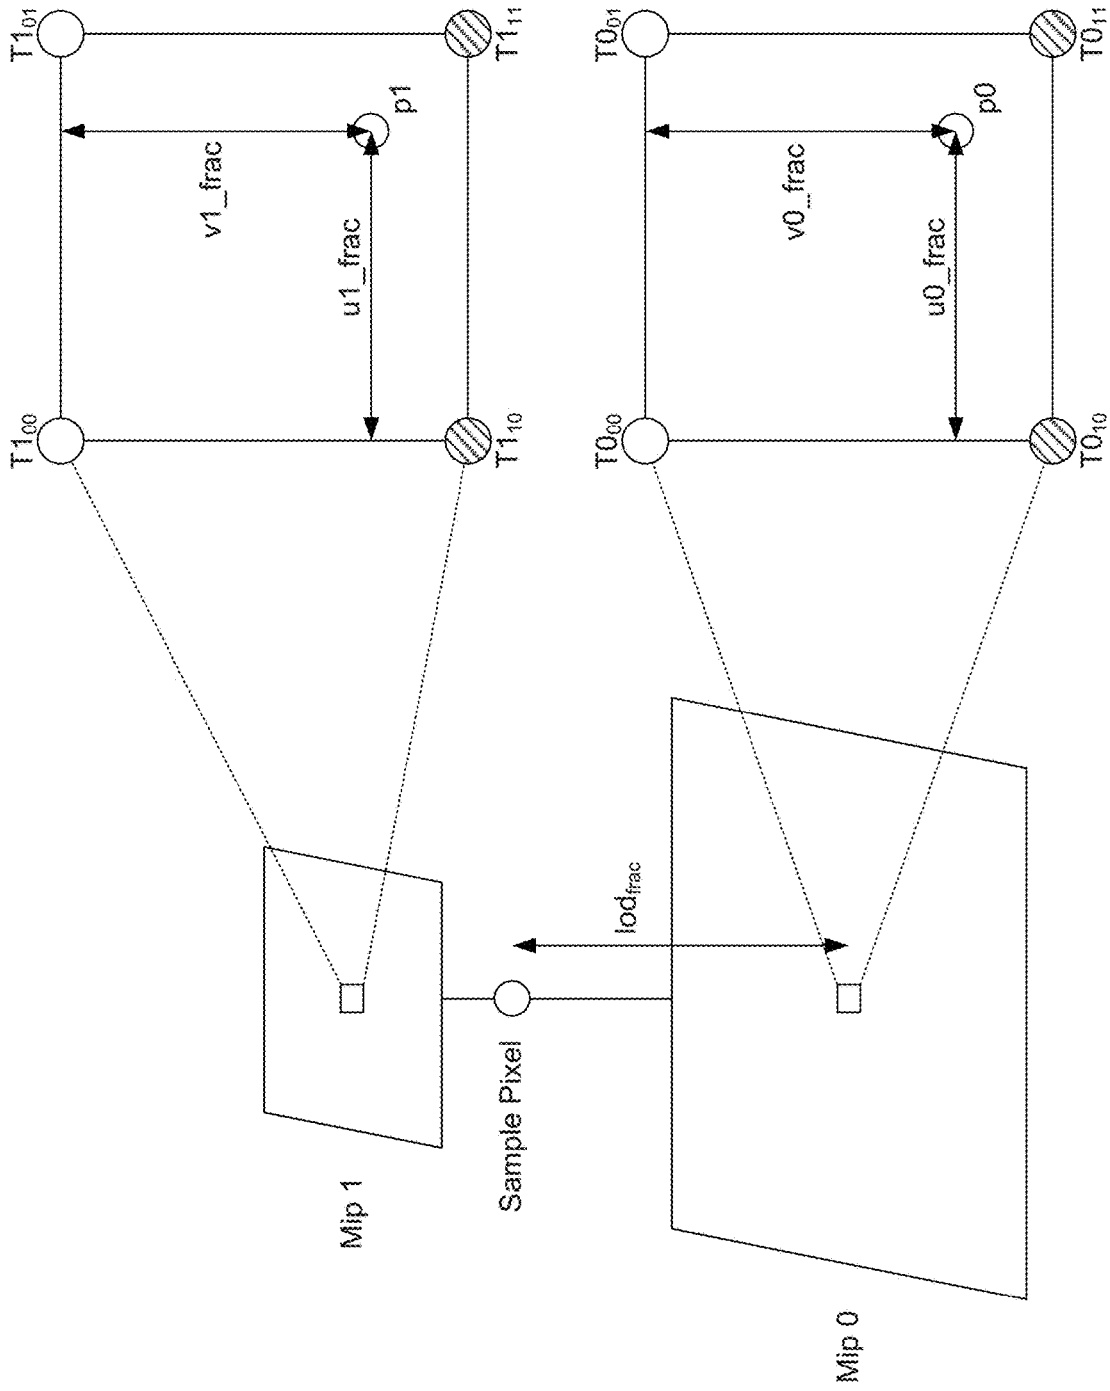 T1₀₀
T1₀₁
v1_frac
u1_frac
p1
T1₁₀
T1₁₁
Mip 1
Sample Pixel
lod_frac
T0₀₀
T0₀₁
v0_frac
u0_frac
p0
T0₁₀
T0₁₁
Mip 0